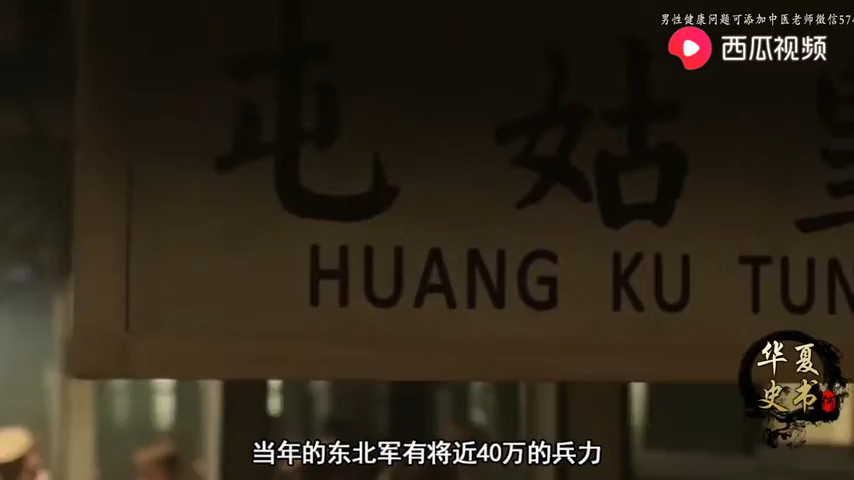 男性健康问题可添加中医老师微信574
西瓜视频
屯姑皇
HUANG KU TUN
华夏
史书
当年的东北军有将近40万的兵力